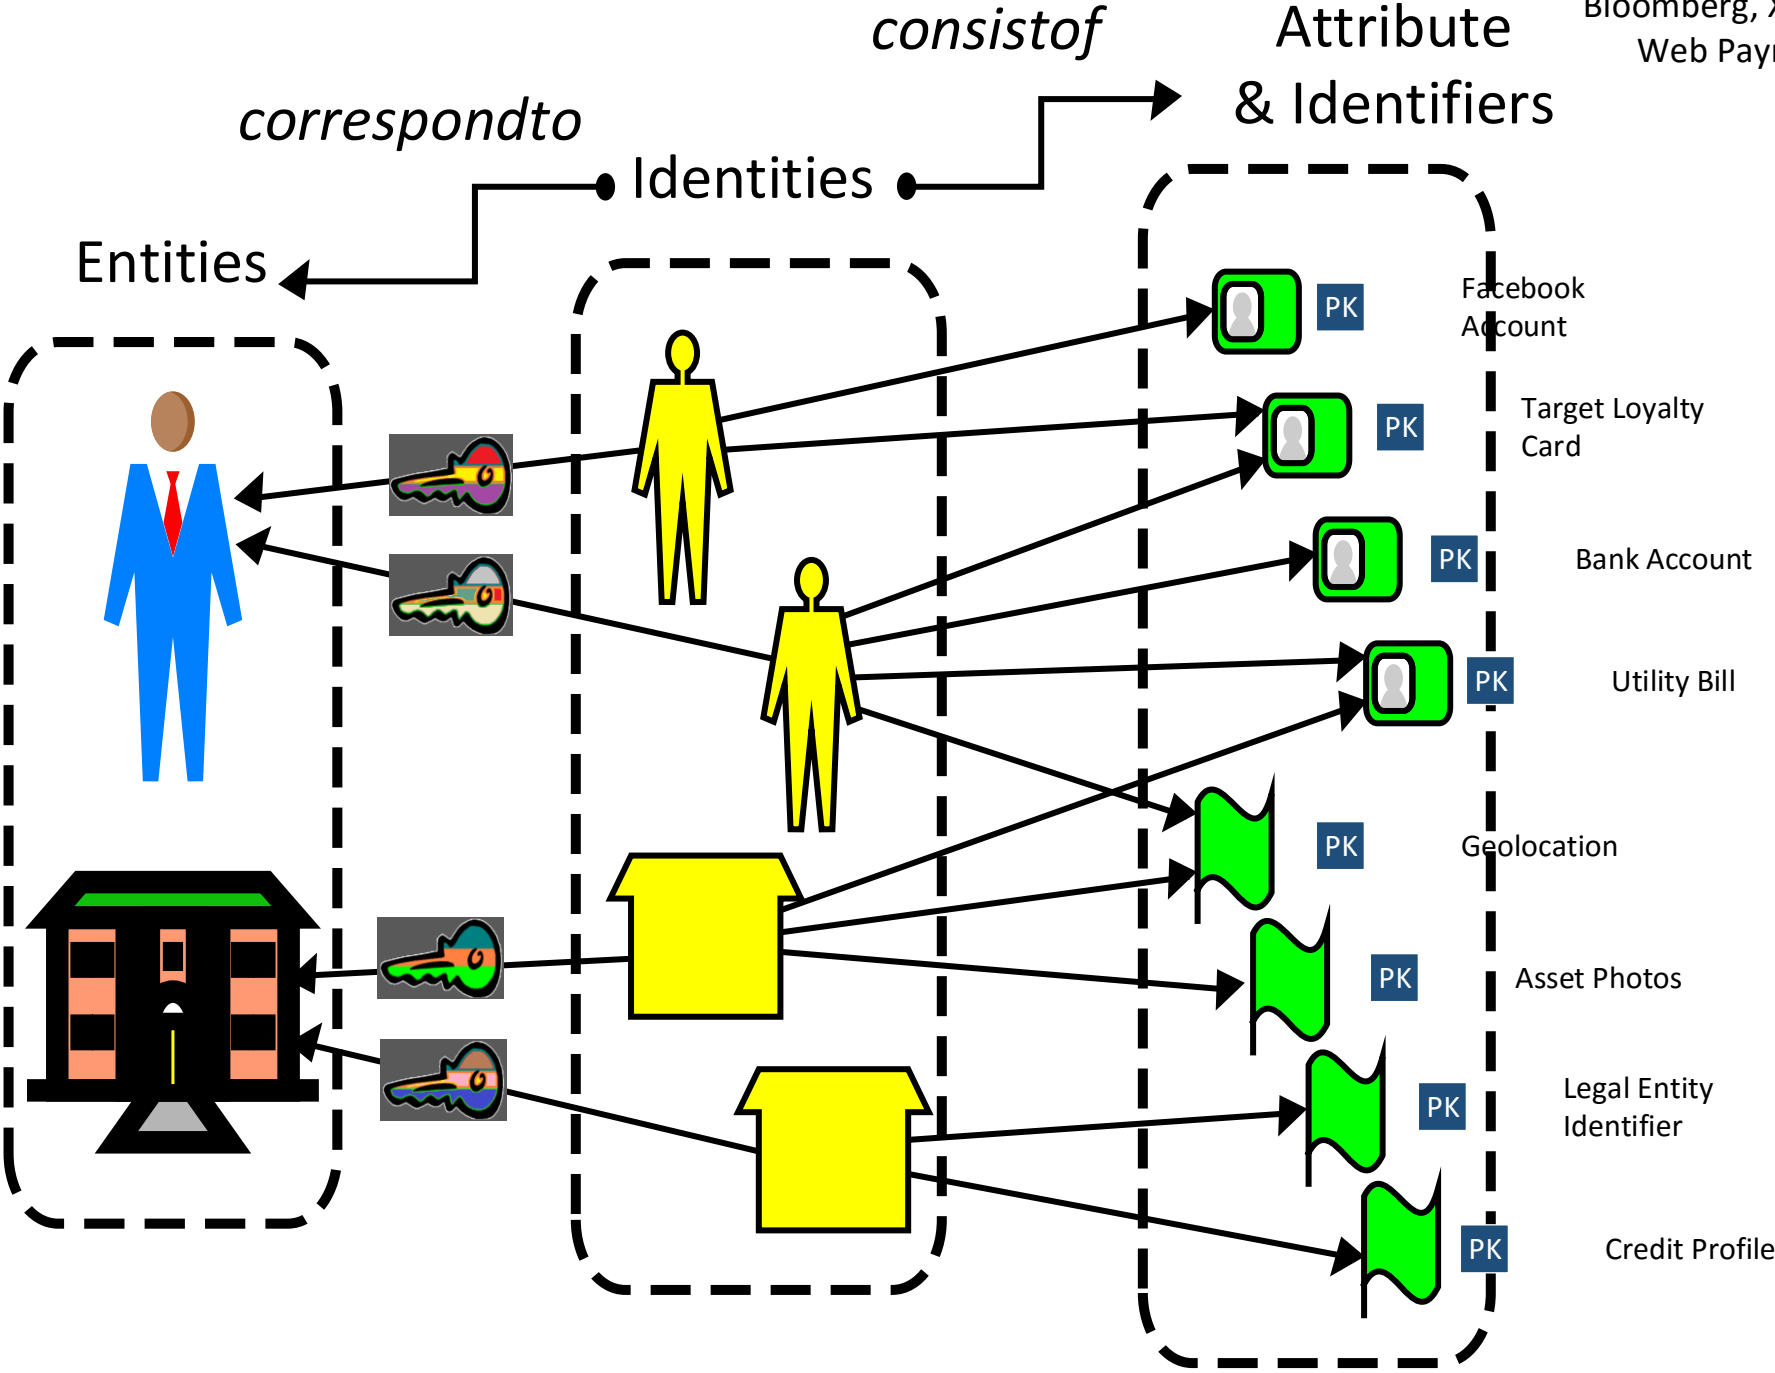 consistof
Attribute
& Identifiers
Bloomberg,
Web
correspondto
Identities
Entities
PK
Facebook
Account
PK
Target Loyalty
Card
PK
Bank Account
PK
Utility Bill
PK
Geolocation
PK
Asset Photos
PK
Legal Entity
Identifier
PK
Credit Profile